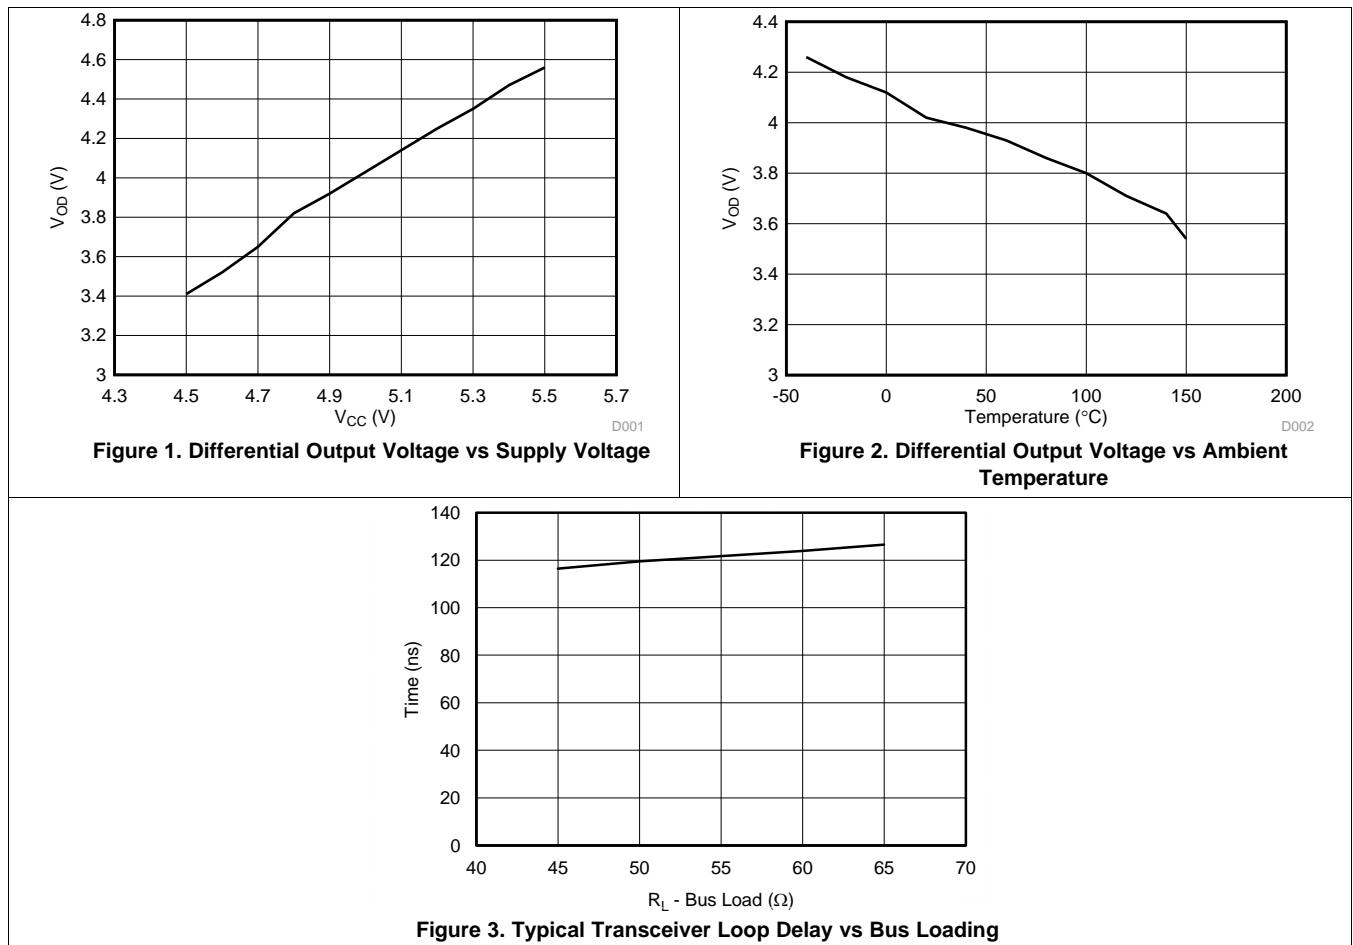 4.8
4.6
4.4
4.2
4
3.8
3.6
3.4
3.2
3
V_OD (V)
4.3 4.5 4.7 4.9 5.1 5.3 5.5 5.7
V_CC (V)
D001
Figure 1. Differential Output Voltage vs Supply Voltage
4.4
4.2
4
3.8
3.6
3.4
3.2
3
V_OD (V)
-50 0 50 100 150 200
Temperature (°C)
D002
Figure 2. Differential Output Voltage vs Ambient
Temperature
140
120
100
80
60
40
20
0
Time (ns)
40 45 50 55 60 65 70
R_L - Bus Load (Ω)
Figure 3. Typical Transceiver Loop Delay vs Bus Loading